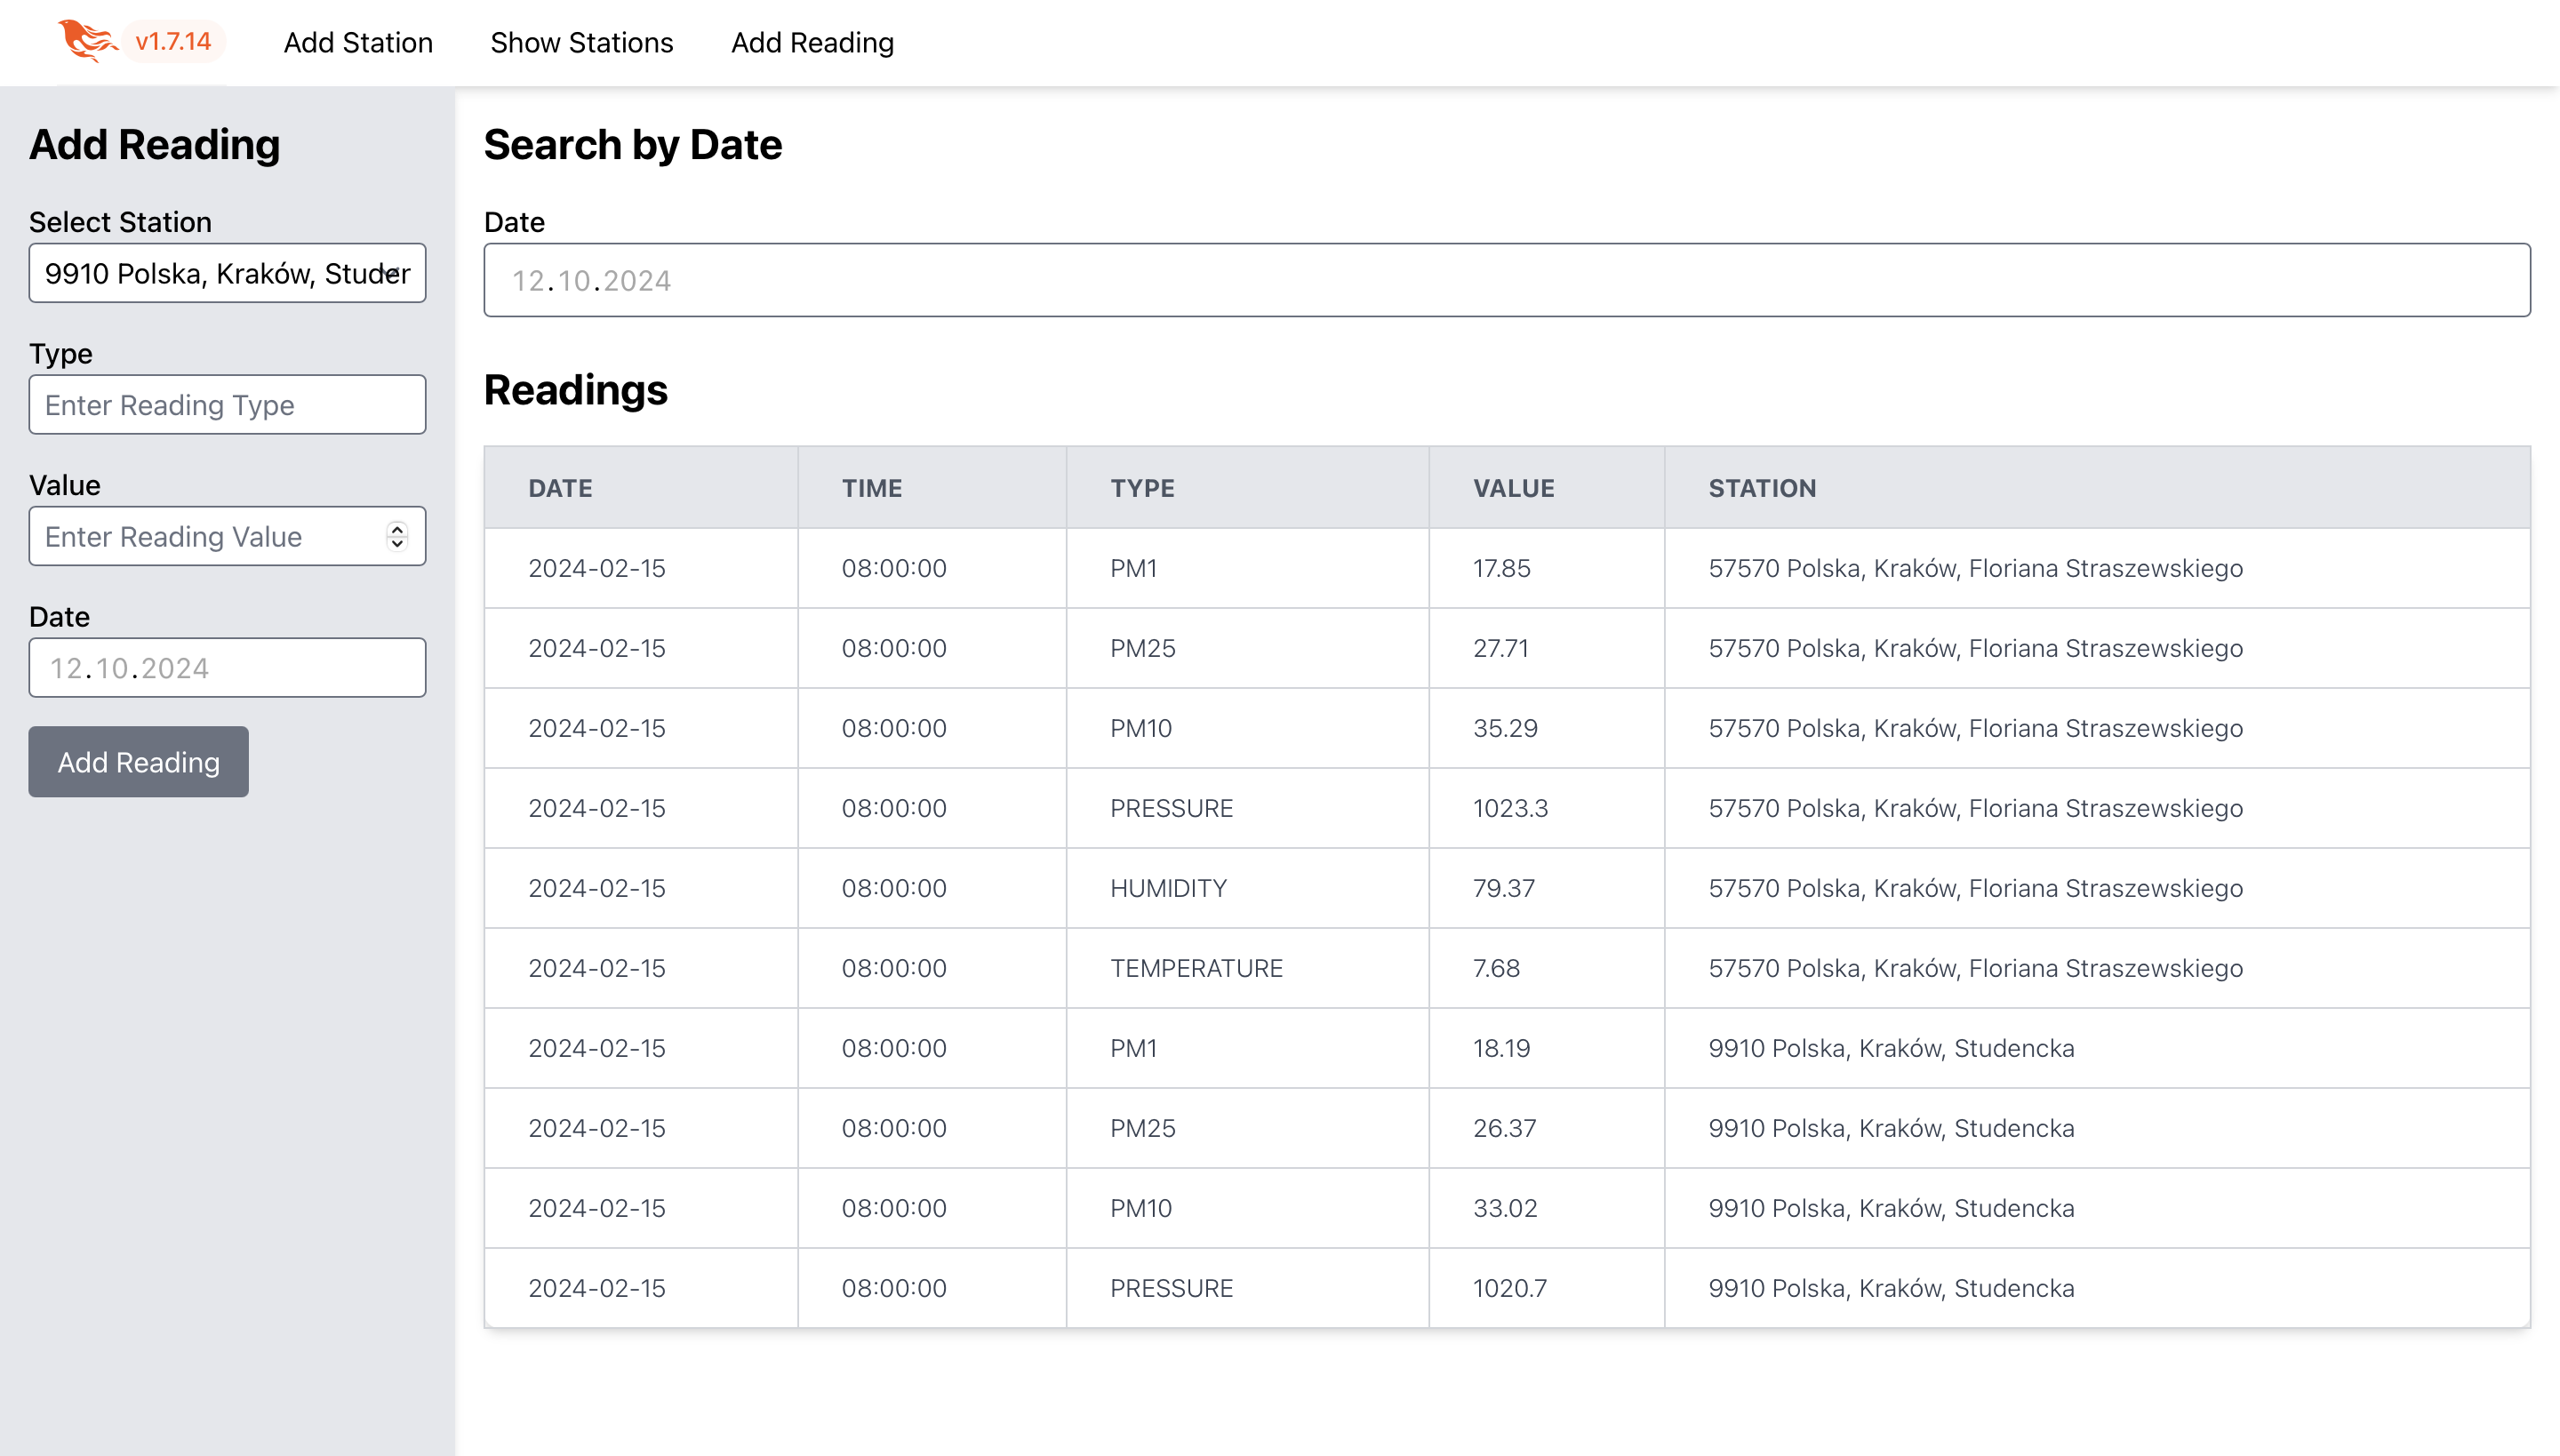 v1.7.14 Add Station Show Stations Add Reading
Add Reading
Select Station
9910 Polska, Kraków, Studer
Type
Enter Reading Type
Value
Enter Reading Value
Date
12.10.2024
Add Reading
Search by Date
Date
12.10.2024
Readings
DATE TIME TYPE VALUE STATION
2024-02-15 08:00:00 PM1 17.85 57570 Polska, Kraków, Floriana Straszewskiego
2024-02-15 08:00:00 PM25 27.71 57570 Polska, Kraków, Floriana Straszewskiego
2024-02-15 08:00:00 PM10 35.29 57570 Polska, Kraków, Floriana Straszewskiego
2024-02-15 08:00:00 PRESSURE 1023.3 57570 Polska, Kraków, Floriana Straszewskiego
2024-02-15 08:00:00 HUMIDITY 79.37 57570 Polska, Kraków, Floriana Straszewskiego
2024-02-15 08:00:00 TEMPERATURE 7.68 57570 Polska, Kraków, Floriana Straszewskiego
2024-02-15 08:00:00 PM1 18.19 9910 Polska, Kraków, Studencka
2024-02-15 08:00:00 PM25 26.37 9910 Polska, Kraków, Studencka
2024-02-15 08:00:00 PM10 33.02 9910 Polska, Kraków, Studencka
2024-02-15 08:00:00 PRESSURE 1020.7 9910 Polska, Kraków, Studencka